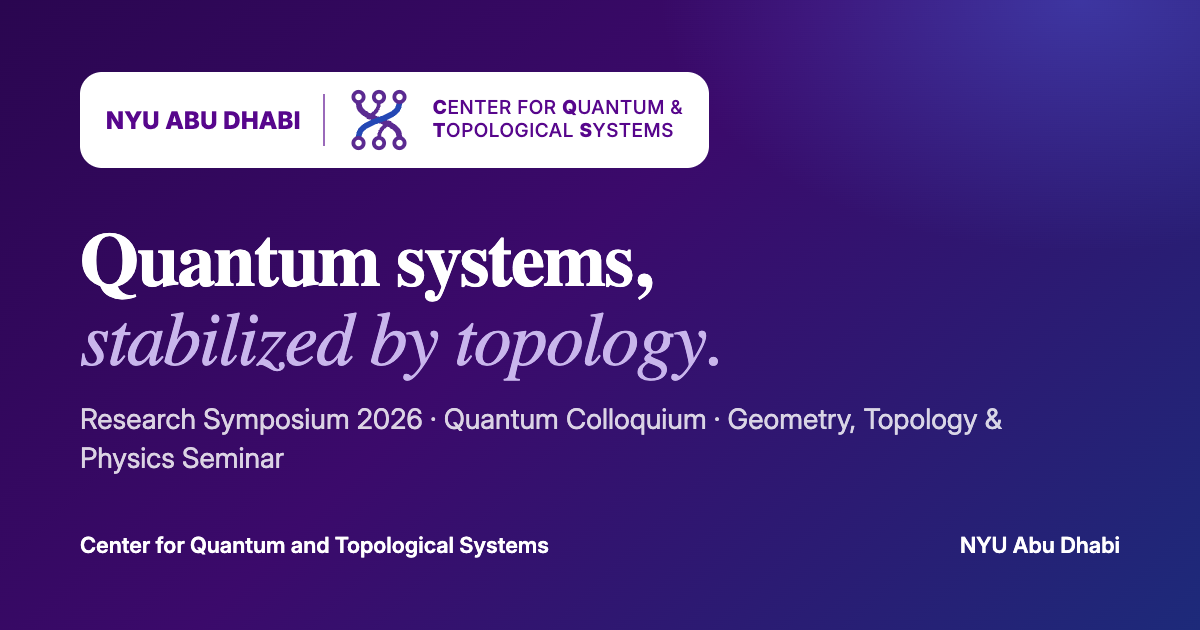 NYU ABU DHABI
CENTER FOR QUANTUM &
TOPOLOGICAL SYSTEMS
Quantum systems,
stabilized by topology.
Research Symposium 2026 · Quantum Colloquium · Geometry, Topology &
Physics Seminar
Center for Quantum and Topological Systems
NYU Abu Dhabi